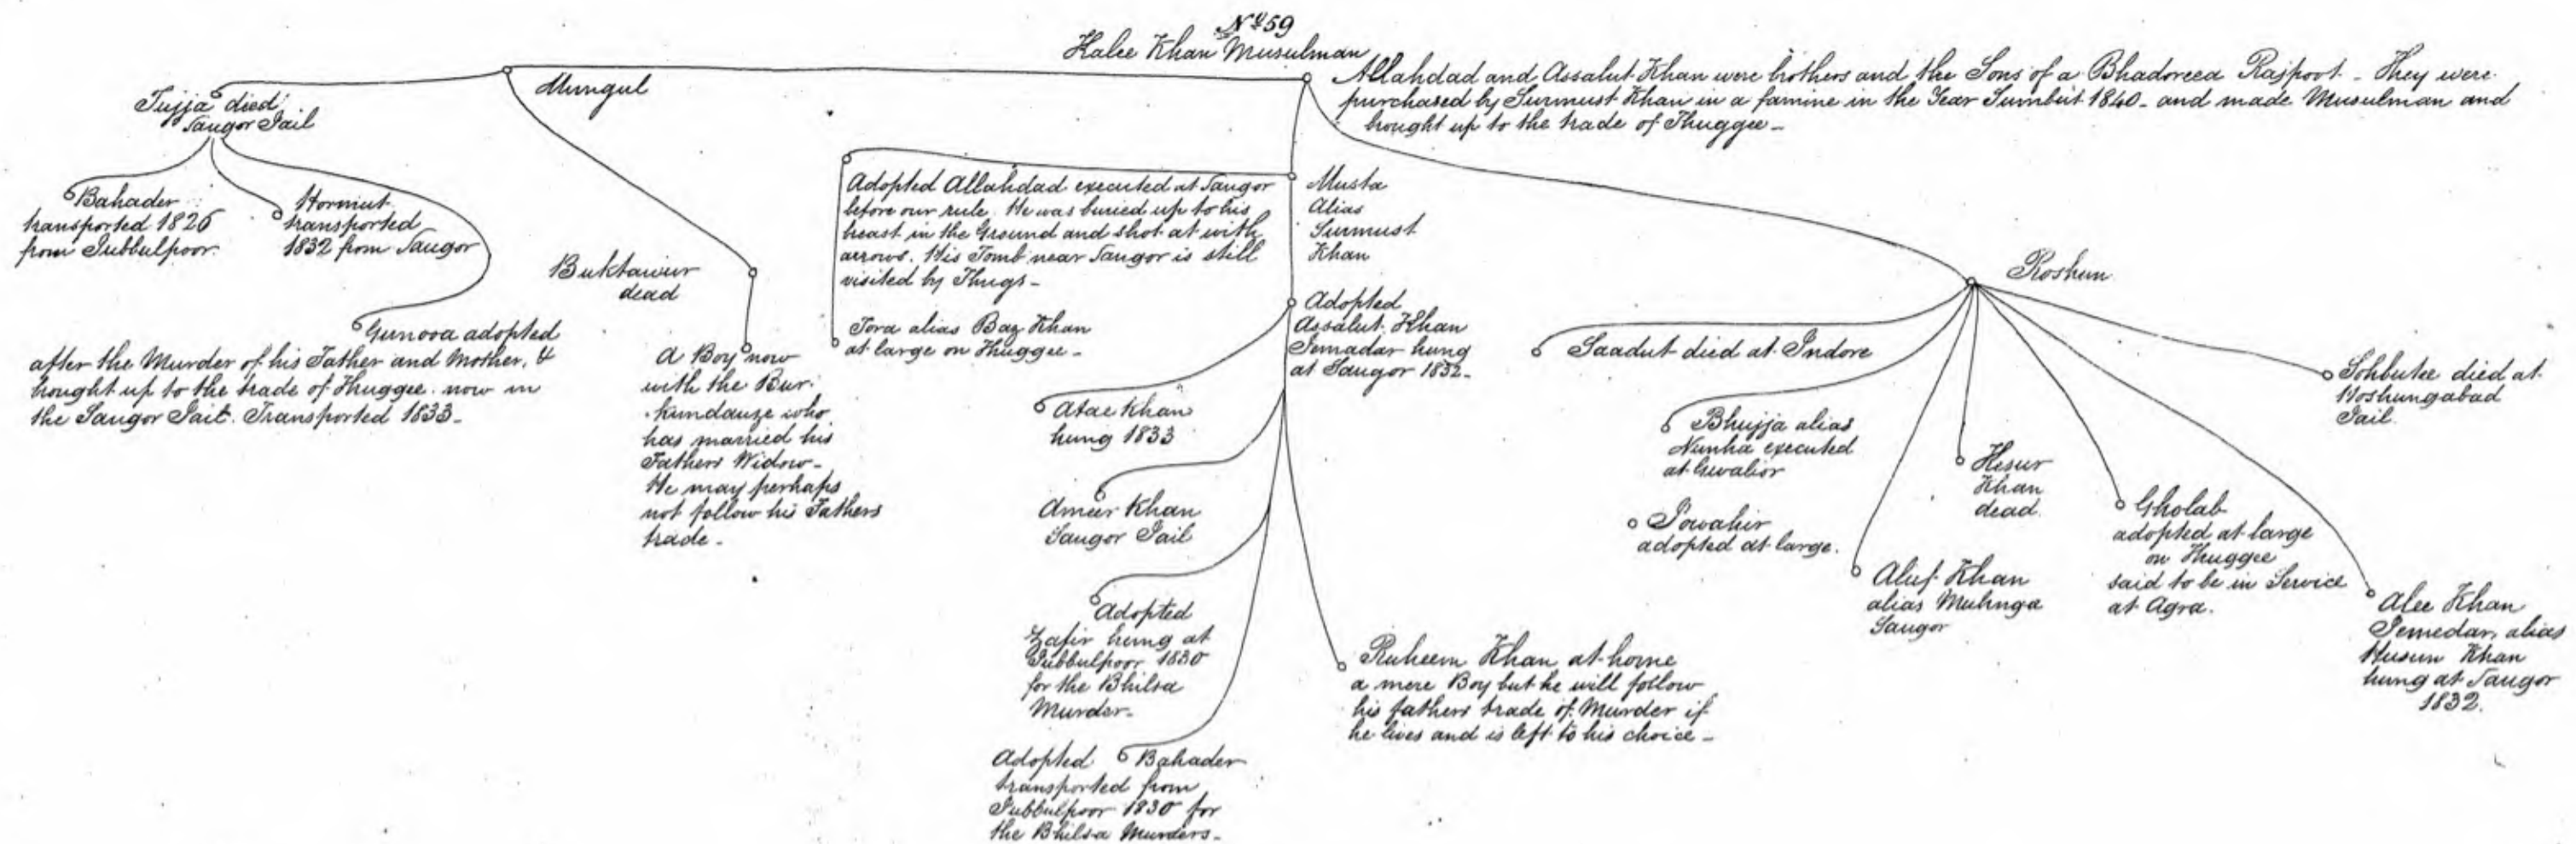 No. 59
Kalee Khan Musulman
Allahdad and Assalut Khan were brothers and the Sons of a Bhadoreea Rajpoot - They were
purchased by Surmust Khan in a famine in the Year Sumbut 1840 - and made Musulman and
brought up to the trade of Thuggee -
Mungul
Tujja died
Saugor Jail
Bahader
transported 1826
from Jubbulpoor.
Hormut
transported
1832 from Saugor
Gunooa adopted
after the Murder of his Father and Mother, &
brought up to the trade of Thuggee. now in
the Saugor Jail. Transported 1833 -
Buktawur
dead
A Boy now
with the Bur-
kundauze who
has married his
Fathers Widow -
He may perhaps
not follow his Fathers
trade -
Adopted Allahdad executed at Saugor
before our rule. He was buried up to his
breast in the Ground and shot at with
arrows. His Tomb near Saugor is still
visited by Thugs -
Tora alias Baz Khan
at large on Thuggee -
Musta
Alias
Surmust
Khan
Adopted
Assalut Khan
Jemadar hung
at Saugor 1832 -
Atae Khan
hung 1833
Ameer Khan
Saugor Jail
Adopted
Zafir hung at
Jubbulpoor 1830
for the Bhilsa
Murder -
Adopted Bahader
transported from
Jubbulpoor 1830 for
the Bhilsa Murders -
Ruheem Khan at home
a mere Boy but he will follow
his fathers trade of Murder if
he lives and is left to his choice -
Roshun
Saadut died at Indore
Bhujja alias
Nunha executed
at Gwalior
Jowahir
adopted at large.
Aluf Khan
alias Muhnga
Saugor
Kesur
Khan
dead.
Gholab
adopted at large
on Thuggee
said to be in Service
at Agra.
Alee Khan
Jemedar, alias
Husun Khan
hung at Saugor
1832.
Sohbutee died at
Hoshungabad
Jail.